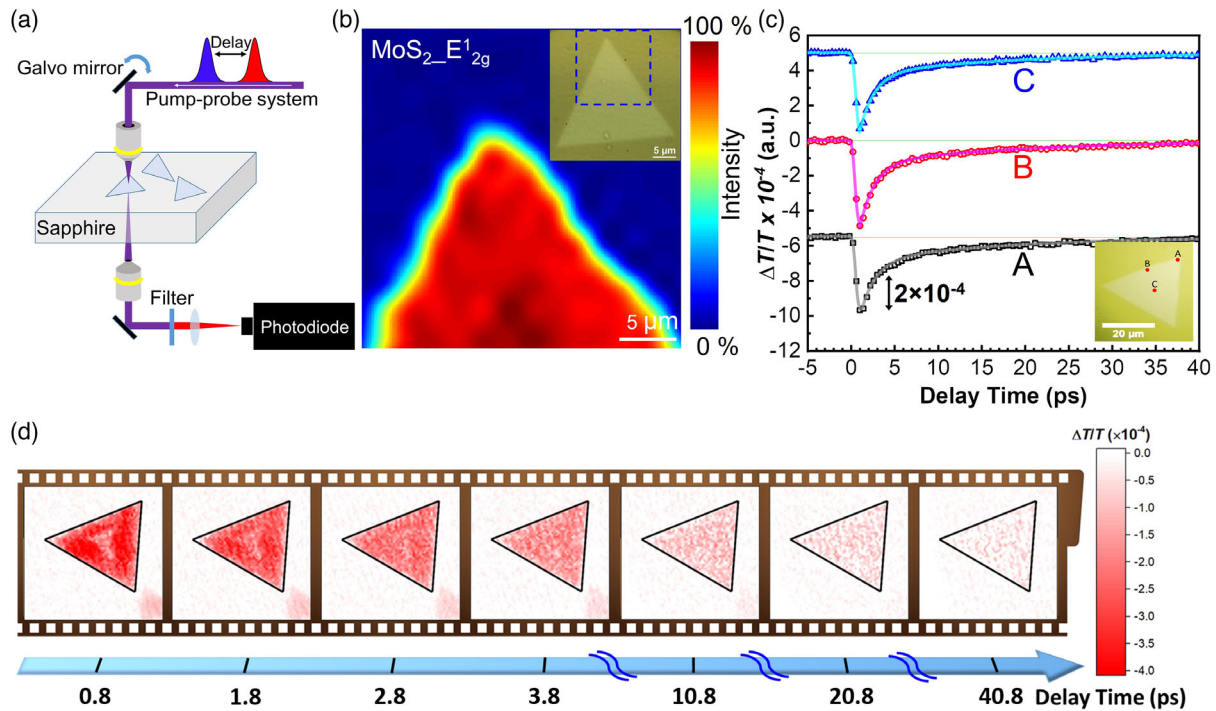 (a)
Delay
Galvo mirror
Pump-probe system
Sapphire
Filter
Photodiode
(b)
MoS₂_E¹₂g
5 μm
5 μm
100 %
Intensity
0 %
(c)
6
4
2
0
-2
-4
-6
-8
-10
-12
ΔT/T x 10⁻⁴ (a.u.)
C
B
A
2×10⁻⁴
B
A
C
20 μm
-5 0 5 10 15 20 25 30 35 40
Delay Time (ps)
(d)
ΔT/T (×10⁻⁴)
0.0
-0.5
-1.0
-1.5
-2.0
-2.5
-3.0
-3.5
-4.0
0.8 1.8 2.8 3.8 10.8 20.8 40.8 Delay Time (ps)